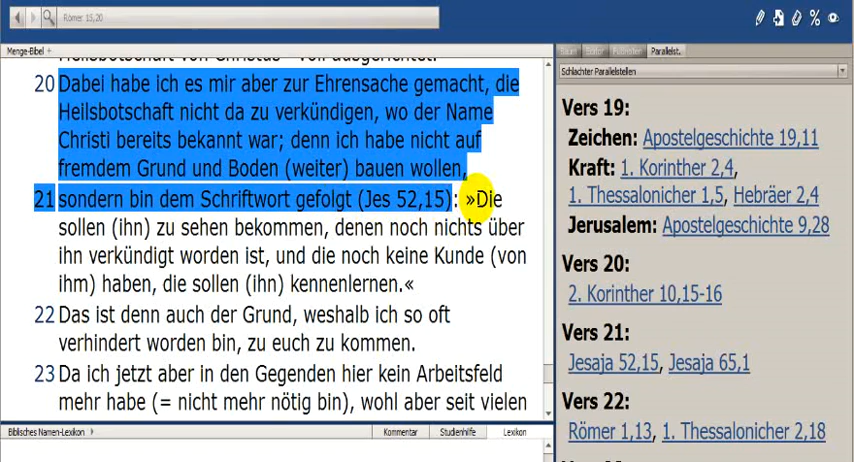 Römer 15,20
Menge-Bibel
20 Dabei habe ich es mir aber zur Ehrensache gemacht, die
Heilsbotschaft nicht da zu verkündigen, wo der Name
Christi bereits bekannt war; denn ich habe nicht auf
fremdem Grund und Boden (weiter) bauen wollen,
21 sondern bin dem Schriftwort gefolgt (Jes 52,15): »Die
sollen (ihn) zu sehen bekommen, denen noch nichts über
ihn verkündigt worden ist, und die noch keine Kunde (von
ihm) haben, die sollen (ihn) kennenlernen.«
22 Das ist denn auch der Grund, weshalb ich so oft
verhindert worden bin, zu euch zu kommen.
23 Da ich jetzt aber in den Gegenden hier kein Arbeitsfeld
mehr habe (= nicht mehr nötig bin), wohl aber seit vielen
Biblisches Namen-Lexikon
Kommentar Studienhilfe Lexikon
Parallelst.
Schlachter Parallelstellen
Vers 19:
Zeichen: Apostelgeschichte 19,11
Kraft: 1. Korinther 2,4,
1. Thessalonicher 1,5, Hebräer 2,4
Jerusalem: Apostelgeschichte 9,28
Vers 20:
2. Korinther 10,15-16
Vers 21:
Jesaja 52,15, Jesaja 65,1
Vers 22:
Römer 1,13, 1. Thessalonicher 2,18